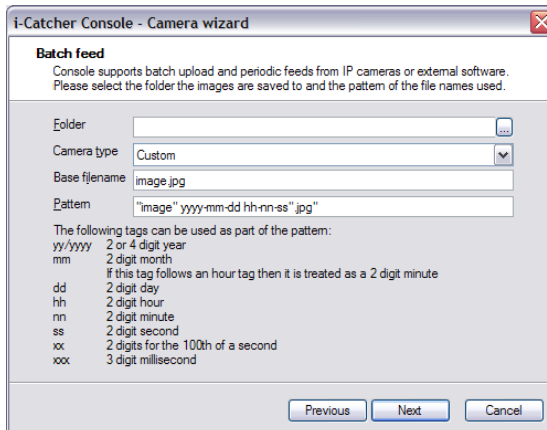 i-Catcher Console - Camera wizard
Batch feed
Console supports batch upload and periodic feeds from IP cameras or external software.
Please select the folder the images are saved to and the pattern of the file names used.
Folder
...
Camera type Custom
Base filename image.jpg
Pattern "image" yyyy-mm-dd hh-nn-ss".jpg"
The following tags can be used as part of the pattern:
yy/yyyy 2 or 4 digit year
mm 2 digit month
If this tag follows an hour tag then it is treated as a 2 digit minute
dd 2 digit day
hh 2 digit hour
nn 2 digit minute
ss 2 digit second
xx 2 digits for the 100th of a second
xxx 3 digit millisecond
Previous Next Cancel